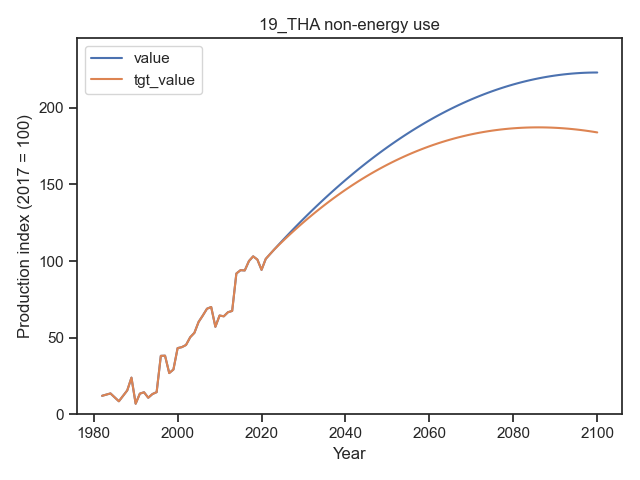 19_THA non-energy use
value
tgt_value
Production index (2017 = 100)
200
150
100
50
0
1980
2000
2020
2040
2060
2080
2100
Year